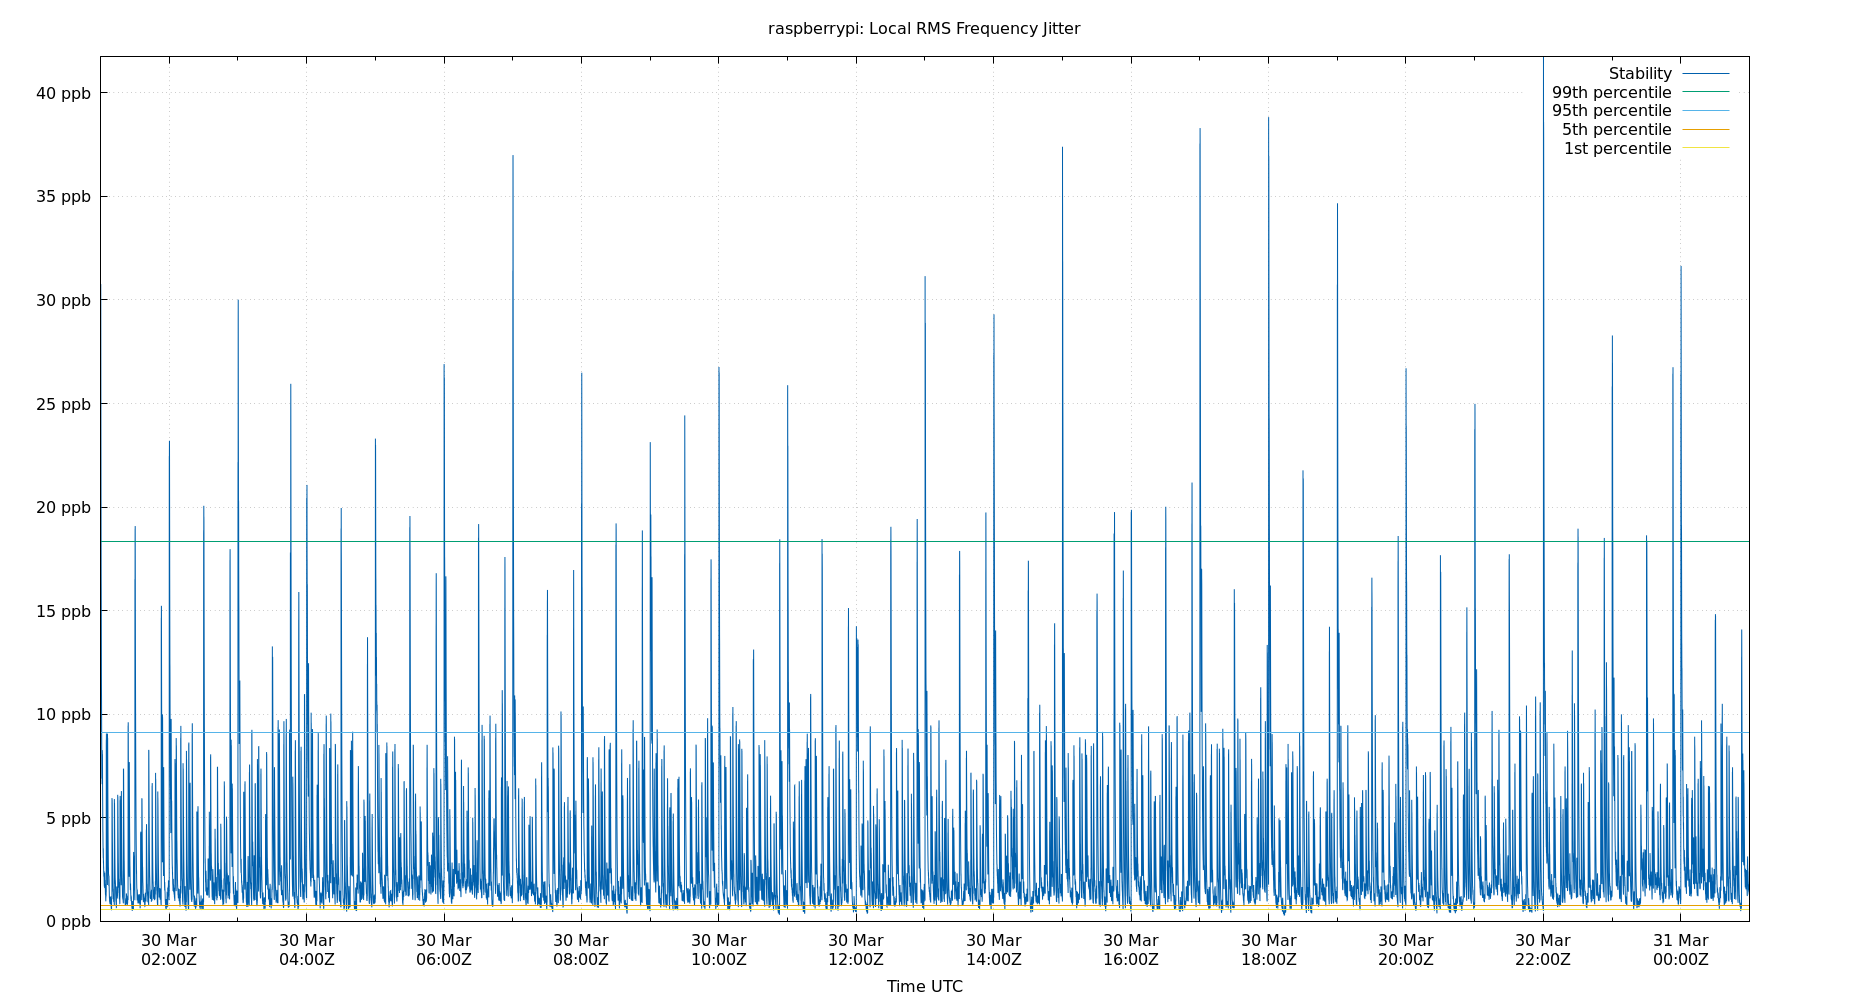 raspberrypi: Local RMS Frequency Jitter
40 ppb
35 ppb
30 ppb
25 ppb
20 ppb
15 ppb
10 ppb
5 ppb
0 ppb
Stability
99th percentile
95th percentile
5th percentile
1st percentile
30 Mar
02:00Z
30 Mar
04:00Z
30 Mar
06:00Z
30 Mar
08:00Z
30 Mar
10:00Z
30 Mar
12:00Z
30 Mar
14:00Z
30 Mar
16:00Z
30 Mar
18:00Z
30 Mar
20:00Z
30 Mar
22:00Z
31 Mar
00:00Z
Time UTC